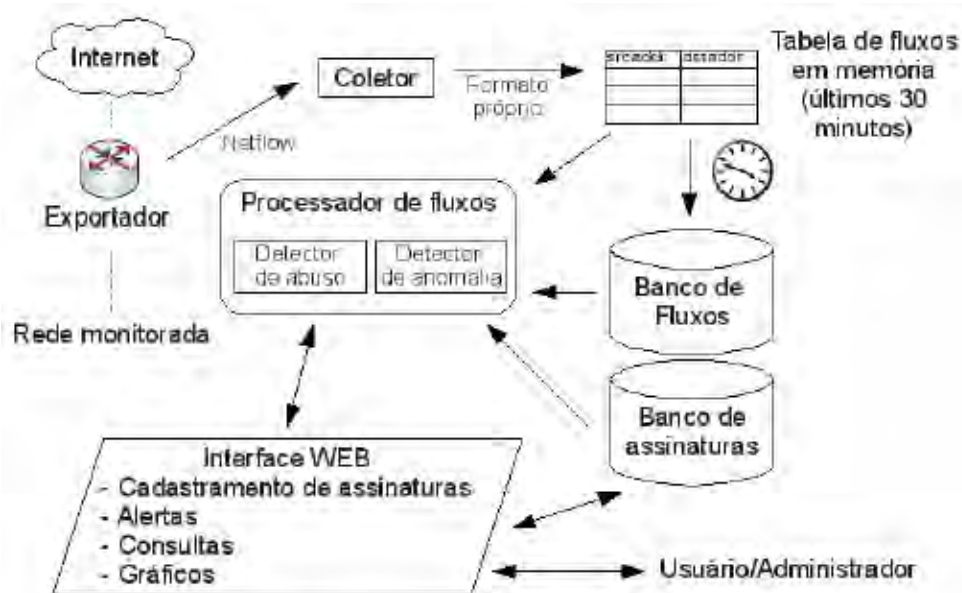 Internet
Coletor
Formato
próprio
srcaddr dstaddr
Tabela de fluxos
em memória
(últimos 30
minutos)
Netflow
Exportador
Processador de fluxos
Detector
de abuso
Detector
de anomalia
Banco de
Fluxos
Rede monitorada
Banco de
assinaturas
Interface WEB
- Cadastramento de assinaturas
- Alertas
- Consultas
- Gráficos
Usuário/Administrador